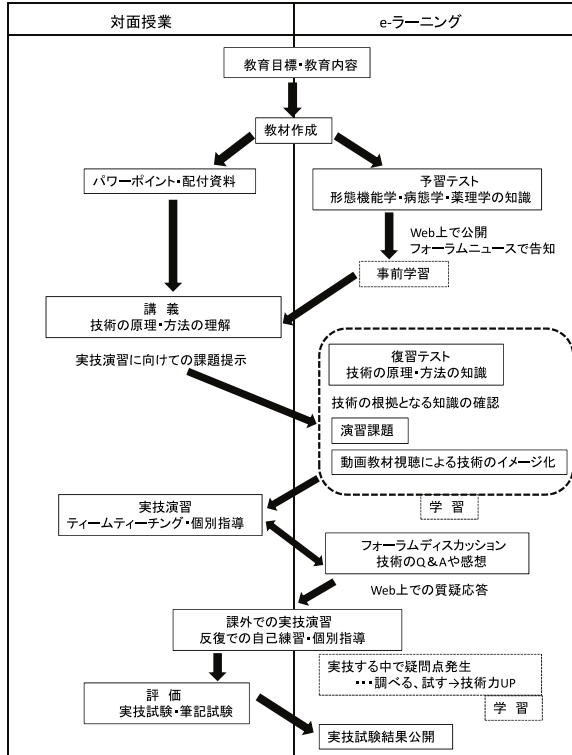 対面授業
e-ラーニング
教育目標・教育内容
教材作成
パワーポイント・配付資料
予習テスト
形態機能学・病態学・薬理学の知識
Web上で公開
フォーラムニュースで告知
事前学習
講 義
技術の原理・方法の理解
実技演習に向けての課題提示
復習テスト
技術の原理・方法の知識
技術の根拠となる知識の確認
演習課題
動画教材視聴による技術のイメージ化
学 習
実技演習
ティームティーチング・個別指導
フォーラムディスカッション
技術のQ&Aや感想
Web上での質疑応答
課外での実技演習
反復での自己練習・個別指導
実技する中で疑問点発生
・・・調べる、試す→技術力UP
学 習
評 価
実技試験・筆記試験
実技試験結果公開